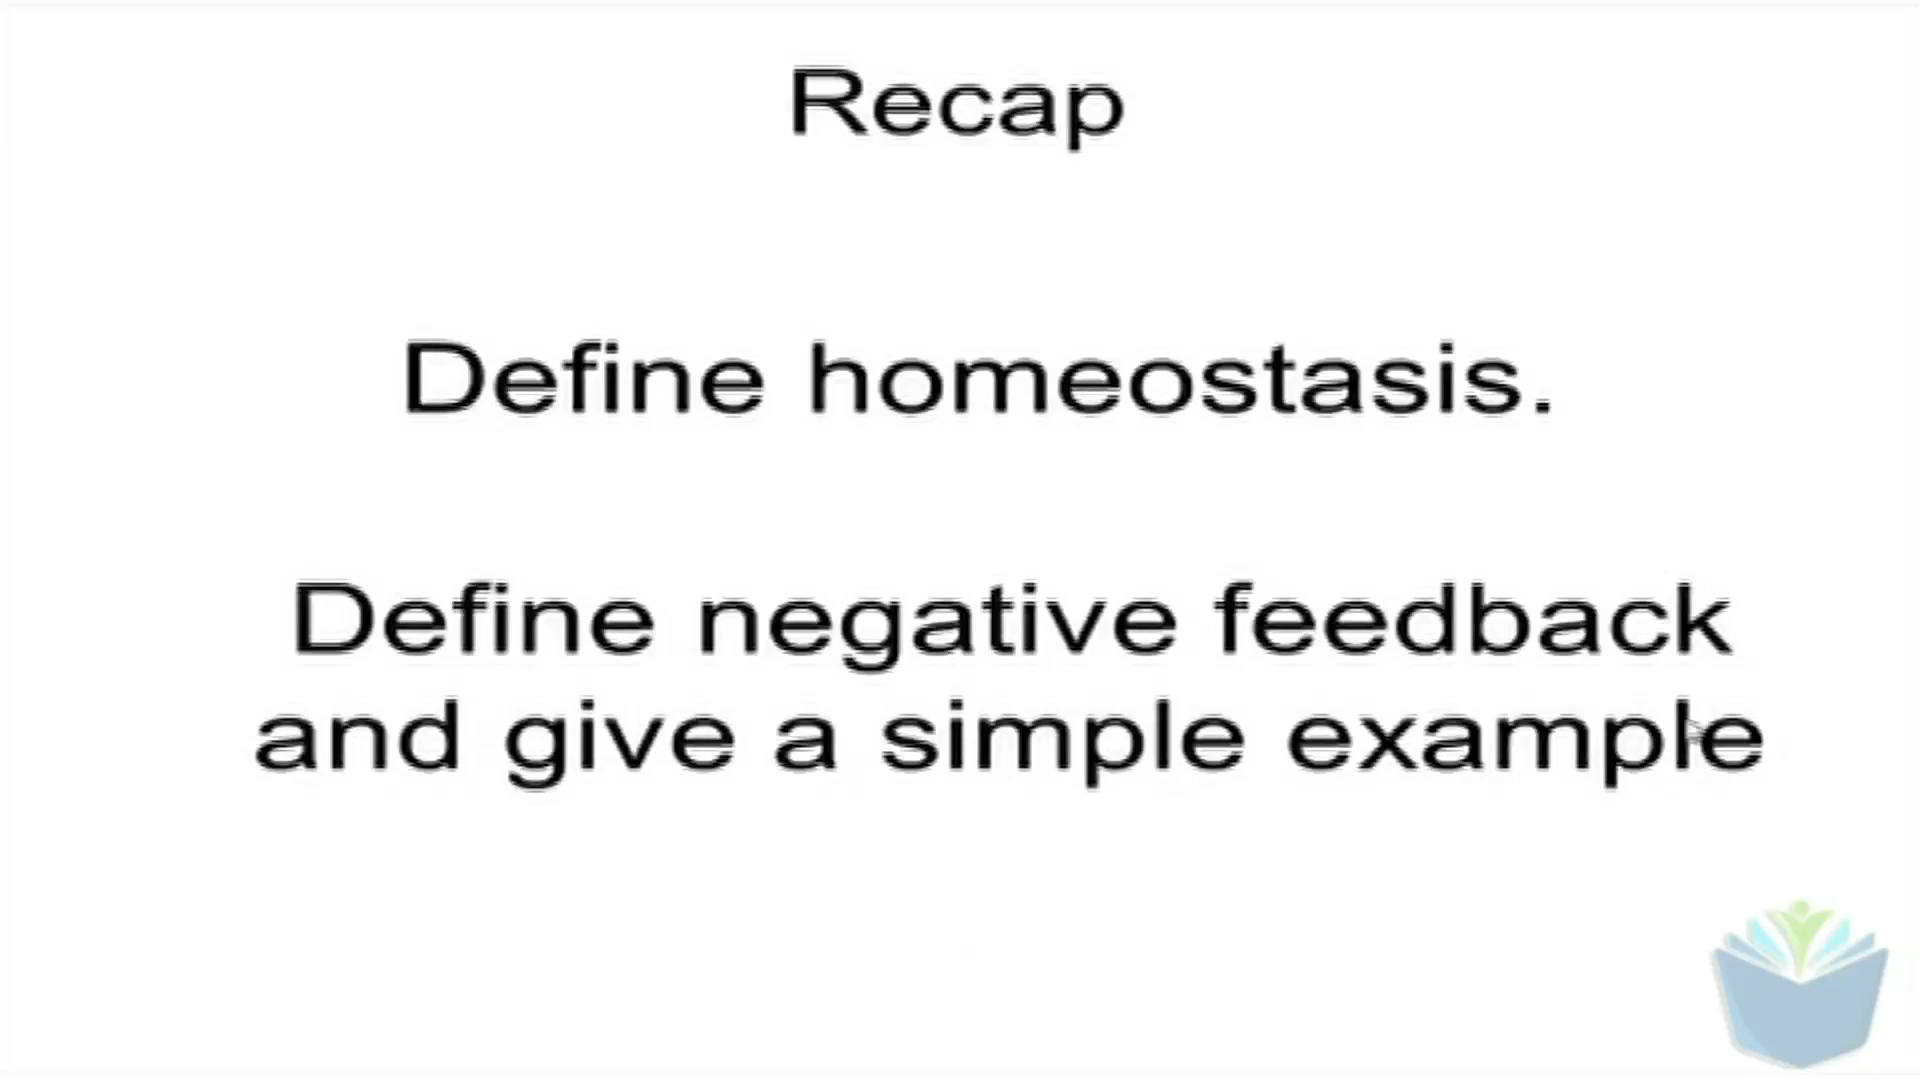 Recap
Define homeostasis.
Define negative feedback
and give a simple example